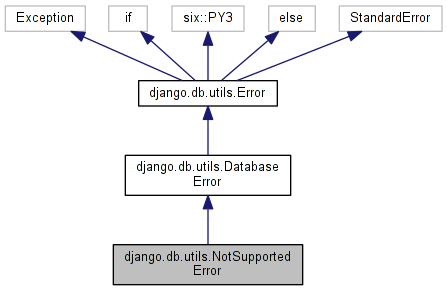 Exception
if
six::PY3
else
StandardError
django.db.utils.Error
django.db.utils.Database
Error
django.db.utils.NotSupported
Error